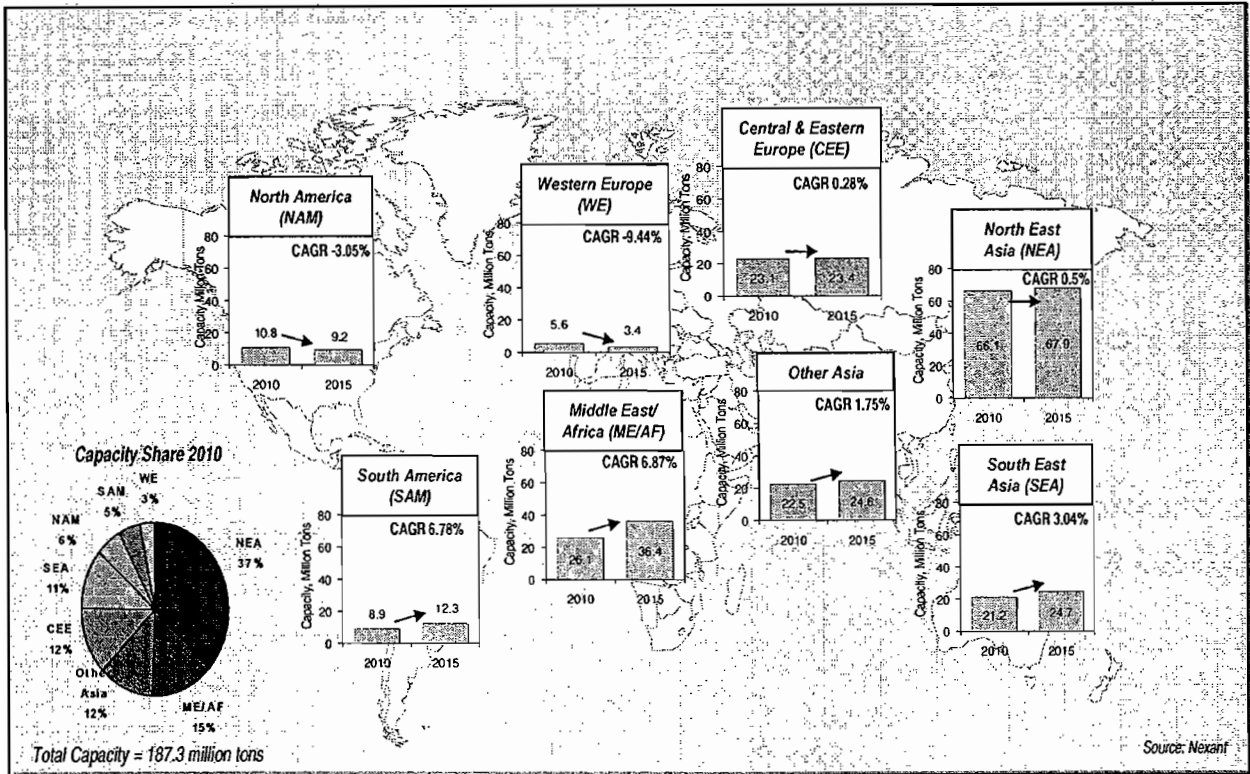 North America
(NAM)
Capacity, Million Tons
80
60
40
20
0
CAGR -3.05%
10.8
9.2
2010
2015
Western Europe
(WE)
Capacity, Million Tons
80
60
40
20
0
CAGR -9.44%
5.6
3.4
2010
2015
Central & Eastern
Europe (CEE)
Capacity, Million Tons
80
60
40
20
0
CAGR 0.28%
23.1
23.4
2010
2015
North East
Asia (NEA)
Capacity, Million Tons
80
60
40
20
0
CAGR 0.5%
66.1
67.9
2010
2015
Other Asia
Capacity, Million Tons
80
60
40
20
0
CAGR 1.75%
22.5
2010
2015
Middle East/
Africa (ME/AF)
Capacity, Million Tons
80
60
40
20
0
CAGR 6.87%
26.1
36.4
2010
2015
South America
(SAM)
Capacity, Million Tons
80
60
40
20
0
CAGR 6.78%
8.9
12.3
2010
2015
South East
Asia (SEA)
Capacity, Million Tons
80
60
40
20
0
CAGR 3.04%
21.2
24.7
2010
2015
Capacity Share 2010
WE
3%
SAM
5%
NAM
6%
SEA
11%
CEE
12%
Other
Asia
12%
NEA
37%
ME/AF
15%
Total Capacity = 187.3 million tons
Source: Nexant